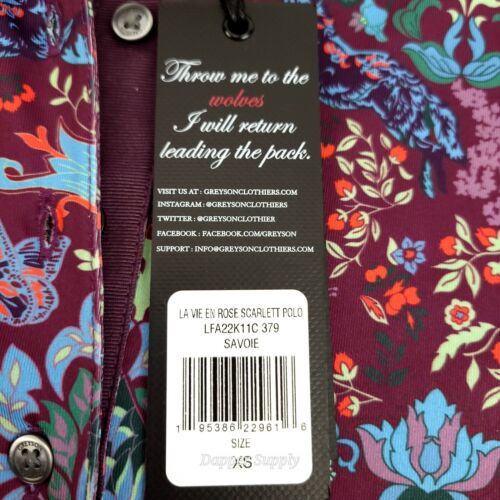 Throw me to the
wolves
I will return
leading the pack.
VISIT US AT : GREYSONCLOTHIERS.COM
INSTAGRAM : @GREYSONCLOTHIERS
TWITTER : @GREYSONCLOTHIER
FACEBOOK : FACEBOOK.COM/GREYSON
SUPPORT : INFO@GREYSONCLOTHIERS.COM
LA VIE EN ROSE SCARLETT POLO
LFA22K11C 379
SAVOIE
1 95386 22961 6
SIZE
XS
Dapper Supply